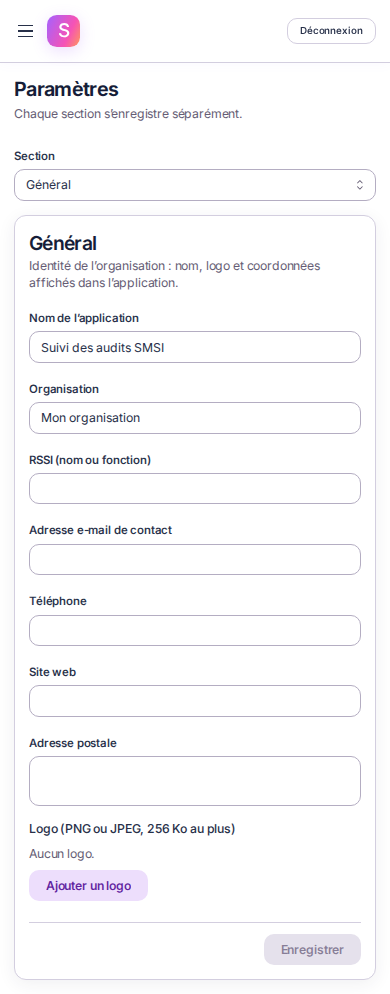 S
Déconnexion
Paramètres
Chaque section s’enregistre séparément.
Section
Général
Général
Identité de l’organisation : nom, logo et coordonnées
affichés dans l’application.
Nom de l’application
Suivi des audits SMSI
Organisation
Mon organisation
RSSI (nom ou fonction)
Adresse e-mail de contact
Téléphone
Site web
Adresse postale
Logo (PNG ou JPEG, 256 Ko au plus)
Aucun logo.
Ajouter un logo
Enregistrer